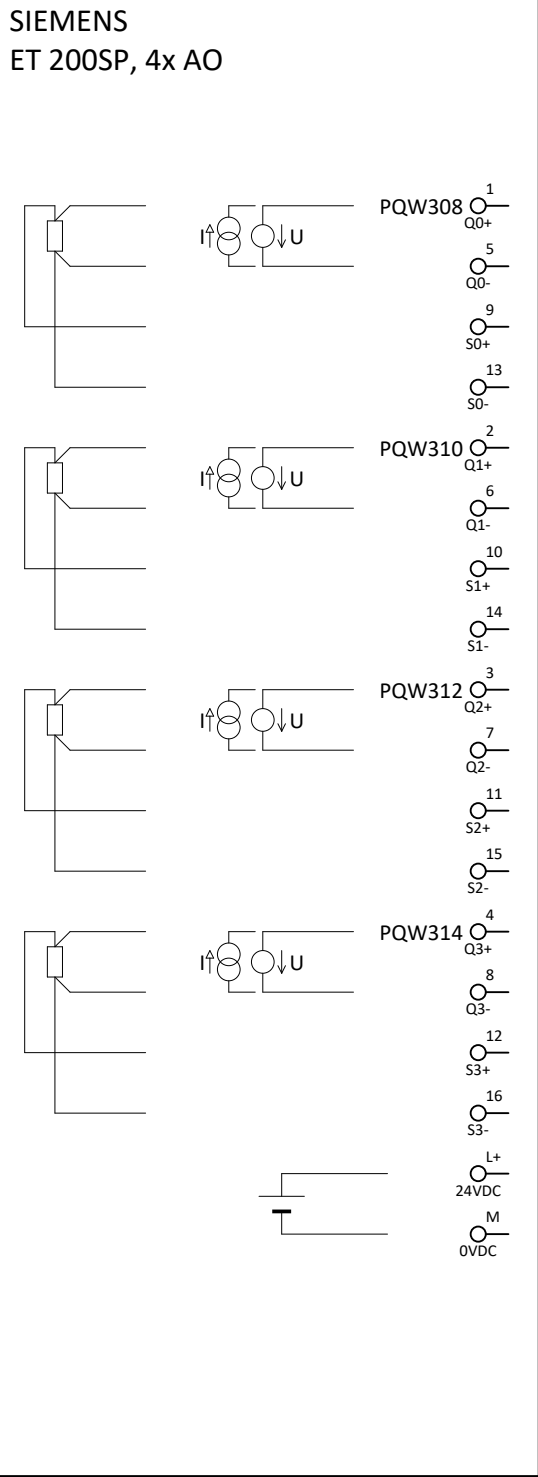 SIEMENS
ET 200SP, 4x AO
1
I U PQW308
Q0+
5
Q0-
9
S0+
13
S0-
2
I U PQW310
Q1+
6
Q1-
10
S1+
14
S1-
3
I U PQW312
Q2+
7
Q2-
11
S2+
15
S2-
4
I U PQW314
Q3+
8
Q3-
12
S3+
16
S3-
L+
24VDC
M
0VDC